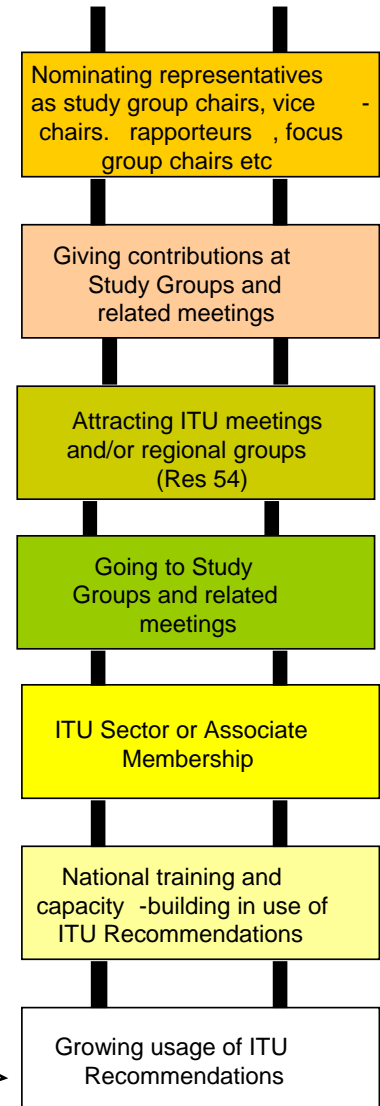 Nominating representatives
as study group chairs, vice -
chairs. rapporteurs , focus
group chairs etc
Giving contributions at
Study Groups and
related meetings
Attracting ITU meetings
and/or regional groups
(Res 54)
Going to Study
Groups and related
meetings
ITU Sector or Associate
Membership
National training and
capacity -building in use of
ITU Recommendations
Growing usage of ITU
Recommendations